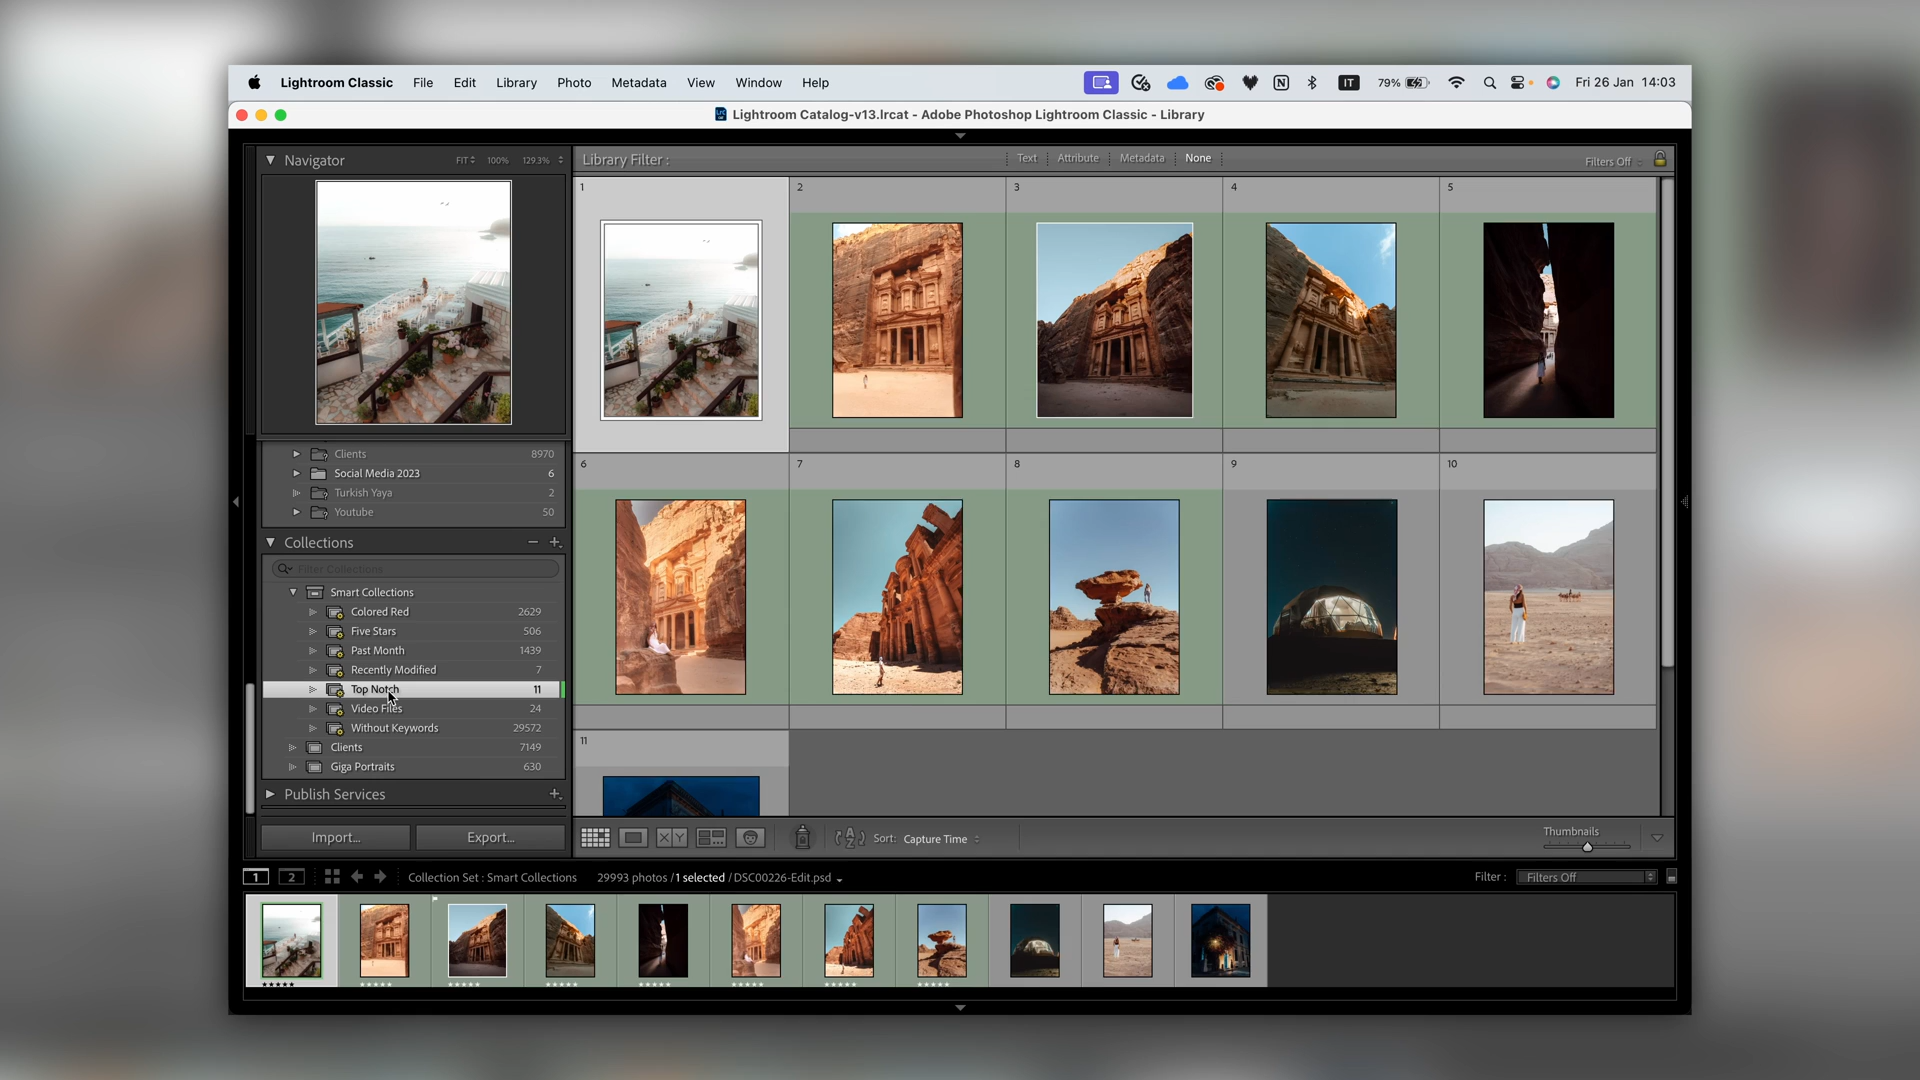 Lightroom Classic File Edit Library Photo Metadata View Window Help IT 79% Fri 26 Jan 14:03
Lightroom Catalog-v13.lrcat - Adobe Photoshop Lightroom Classic - Library
Navigator FIT 100% 129.3%
Library Filter : Text Attribute Metadata None Filters Off
1 2 3 4 5
Clients 8970
Social Media 2023 6
Turkish Yaya 2
Youtube 50
6 7 8 9 10
Collections
Filter Collections
Smart Collections
Colored Red 2629
Five Stars 506
Past Month 1439
Recently Modified 7
Top Notch 11
Video Files 24
Without Keywords 29572
Clients 7149
Giga Portraits 630
11
Publish Services
Import... Export... X Y Sort: Capture Time Thumbnails
1 2 Collection Set : Smart Collections 29993 photos / 1 selected / DSC00226-Edit.psd Filter : Filters Off